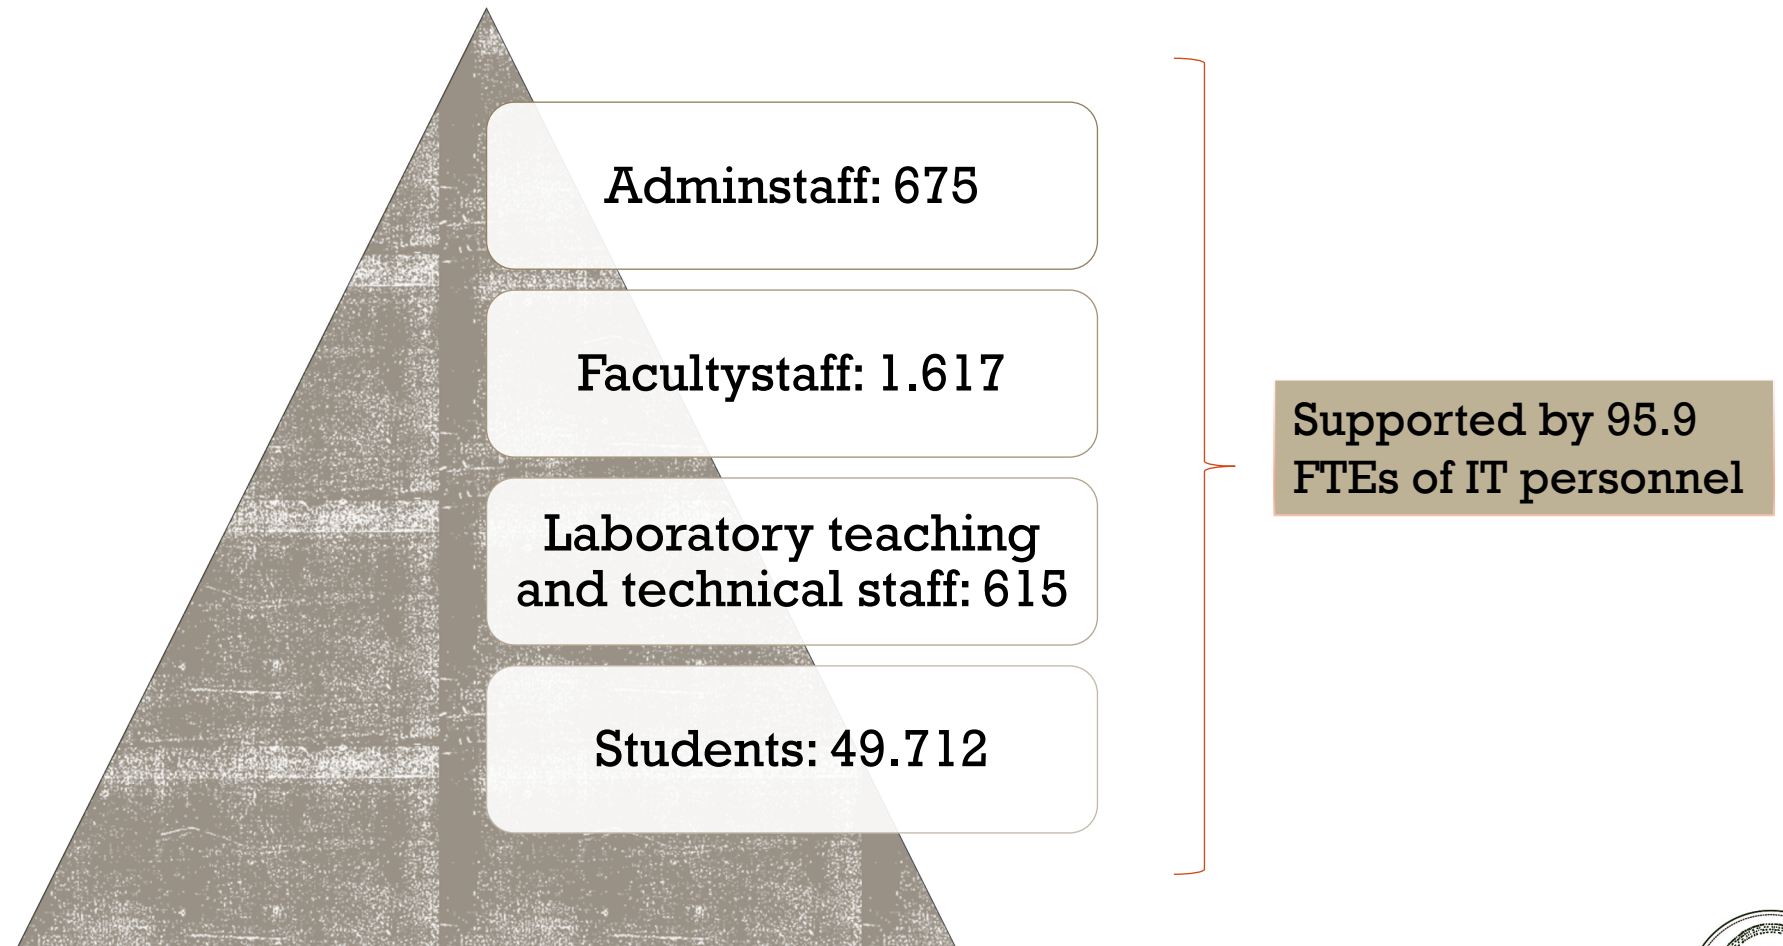 Adminstaff: 675
Facultystaff: 1.617
Laboratory teaching
and technical staff: 615
Students: 49.712
Supported by 95.9
FTEs of IT personnel